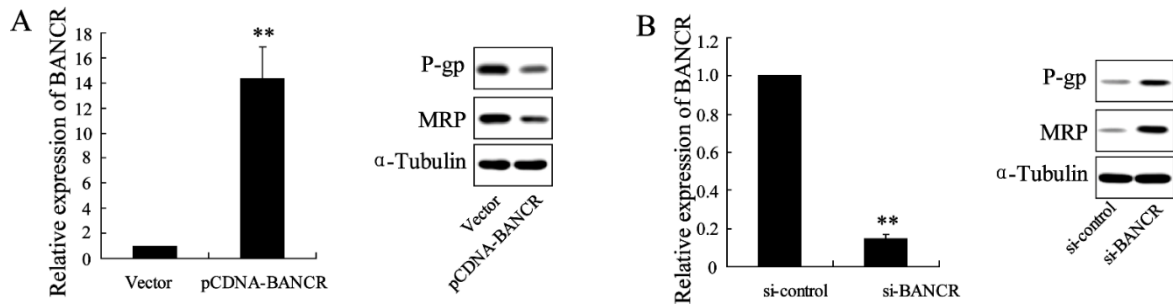 A
Relative expression of BANCR
18
16
14
12
10
8
6
4
2
0
**
Vector
pCDNA-BANCR
P-gp
MRP
α-Tubulin
Vector
pCDNA-BANCR
B
Relative expression of BANCR
1.2
1.0
0.8
0.6
0.4
0.2
0
**
si-control
si-BANCR
P-gp
MRP
α-Tubulin
si-control
si-BANCR